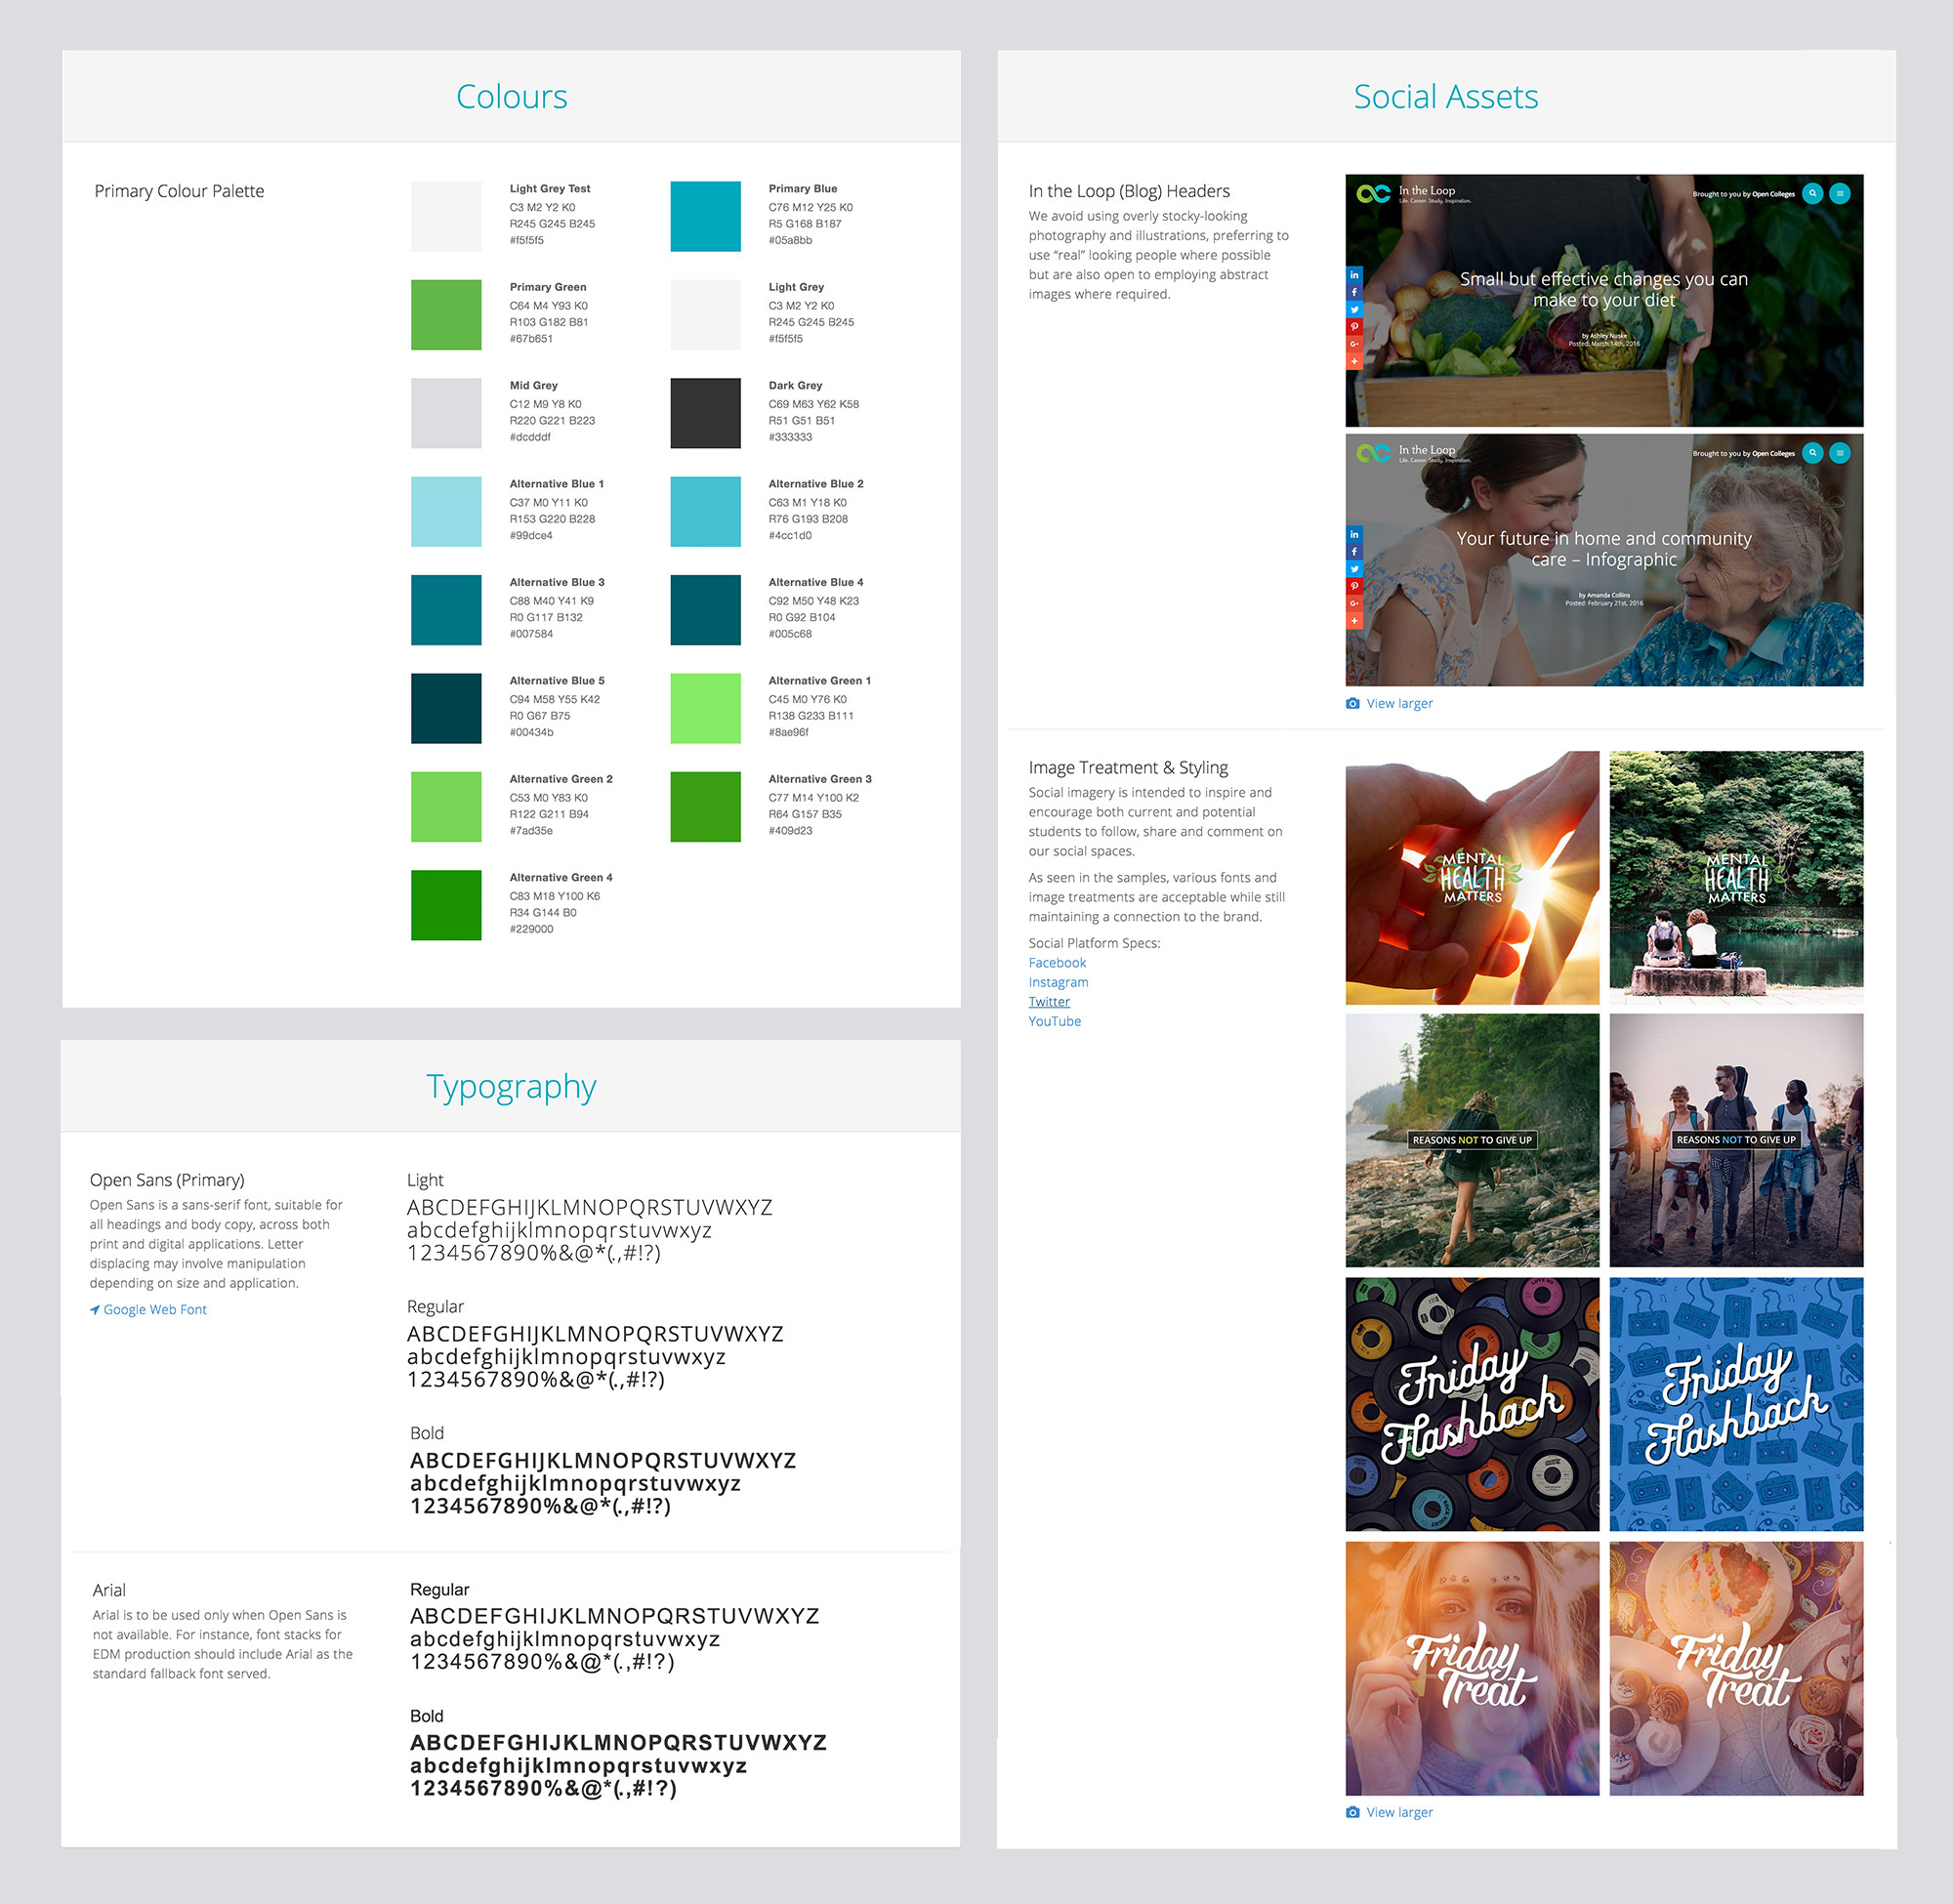 Colours
Primary Colour Palette
Light Grey Test
C3 M2 Y2 K0
R245 G245 B245
#f5f5f5
Primary Blue
C76 M12 Y25 K0
R5 G168 B187
#05a8bb
Primary Green
C64 M4 Y93 K0
R103 G182 B81
#67b651
Light Grey
C3 M2 Y2 K0
R245 G245 B245
#f5f5f5
Mid Grey
C12 M9 Y8 K0
R220 G221 B223
#dcdddf
Dark Grey
C69 M63 Y62 K58
R51 G51 B51
#333333
Alternative Blue 1
C37 M0 Y11 K0
R153 G220 B228
#99dce4
Alternative Blue 2
C63 M1 Y18 K0
R76 G193 B208
#4cc1d0
Alternative Blue 3
C88 M40 Y41 K9
R0 G117 B132
#007584
Alternative Blue 4
C92 M50 Y48 K23
R0 G92 B104
#005c68
Alternative Blue 5
C94 M58 Y55 K42
R0 G67 B75
#00434b
Alternative Green 1
C45 M0 Y76 K0
R138 G233 B111
#8ae96f
Alternative Green 2
C53 M0 Y83 K0
R122 G211 B94
#7ad35e
Alternative Green 3
C77 M14 Y100 K2
R64 G157 B35
#409d23
Alternative Green 4
C83 M18 Y100 K6
R34 G144 B0
#229000
Typography
Open Sans (Primary)
Open Sans is a sans-serif font, suitable for
all headings and body copy, across both
print and digital applications. Letter
displacing may involve manipulation
depending on size and application.
Google Web Font
Light
ABCDEFGHIJKLMNOPQRSTUVWXYZ
abcdefghijklmnopqrstuvwxyz
1234567890%&@*(.,#!?)
Regular
ABCDEFGHIJKLMNOPQRSTUVWXYZ
abcdefghijklmnopqrstuvwxyz
1234567890%&@*(.,#!?)
Bold
ABCDEFGHIJKLMNOPQRSTUVWXYZ
abcdefghijklmnopqrstuvwxyz
1234567890%&@*(.,#!?)
Arial
Arial is to be used only when Open Sans is
not available. For instance, font stacks for
EDM production should include Arial as the
standard fallback font served.
Regular
ABCDEFGHIJKLMNOPQRSTUVWXYZ
abcdefghijklmnopqrstuvwxyz
1234567890%&@*(.,#!?)
Bold
ABCDEFGHIJKLMNOPQRSTUVWXYZ
abcdefghijklmnopqrstuvwxyz
1234567890%&@*(.,#!?)
Social Assets
In the Loop (Blog) Headers
We avoid using overly stocky-looking
photography and illustrations, preferring to
use “real” looking people where possible
but are also open to employing abstract
images where required.
In the Loop
Life. Career. Study. Inspiration.
Brought to you by Open Colleges
Small but effective changes you can
make to your diet
by Ashley Nuske
Posted: March 14th, 2016
In the Loop
Life. Career. Study. Inspiration.
Brought to you by Open Colleges
Your future in home and community
care – Infographic
by Amanda Collins
Posted: February 21st, 2016
View larger
Image Treatment & Styling
Social imagery is intended to inspire and
encourage both current and potential
students to follow, share and comment on
our social spaces.
As seen in the samples, various fonts and
image treatments are acceptable while still
maintaining a connection to the brand.
Social Platform Specs:
Facebook
Instagram
Twitter
YouTube
MENTAL
HEALTH
MATTERS
MENTAL
HEALTH
MATTERS
REASONS NOT TO GIVE UP
REASONS NOT TO GIVE UP
Friday
Flashback
Friday
Flashback
Friday
Treat
Friday
Treat
View larger